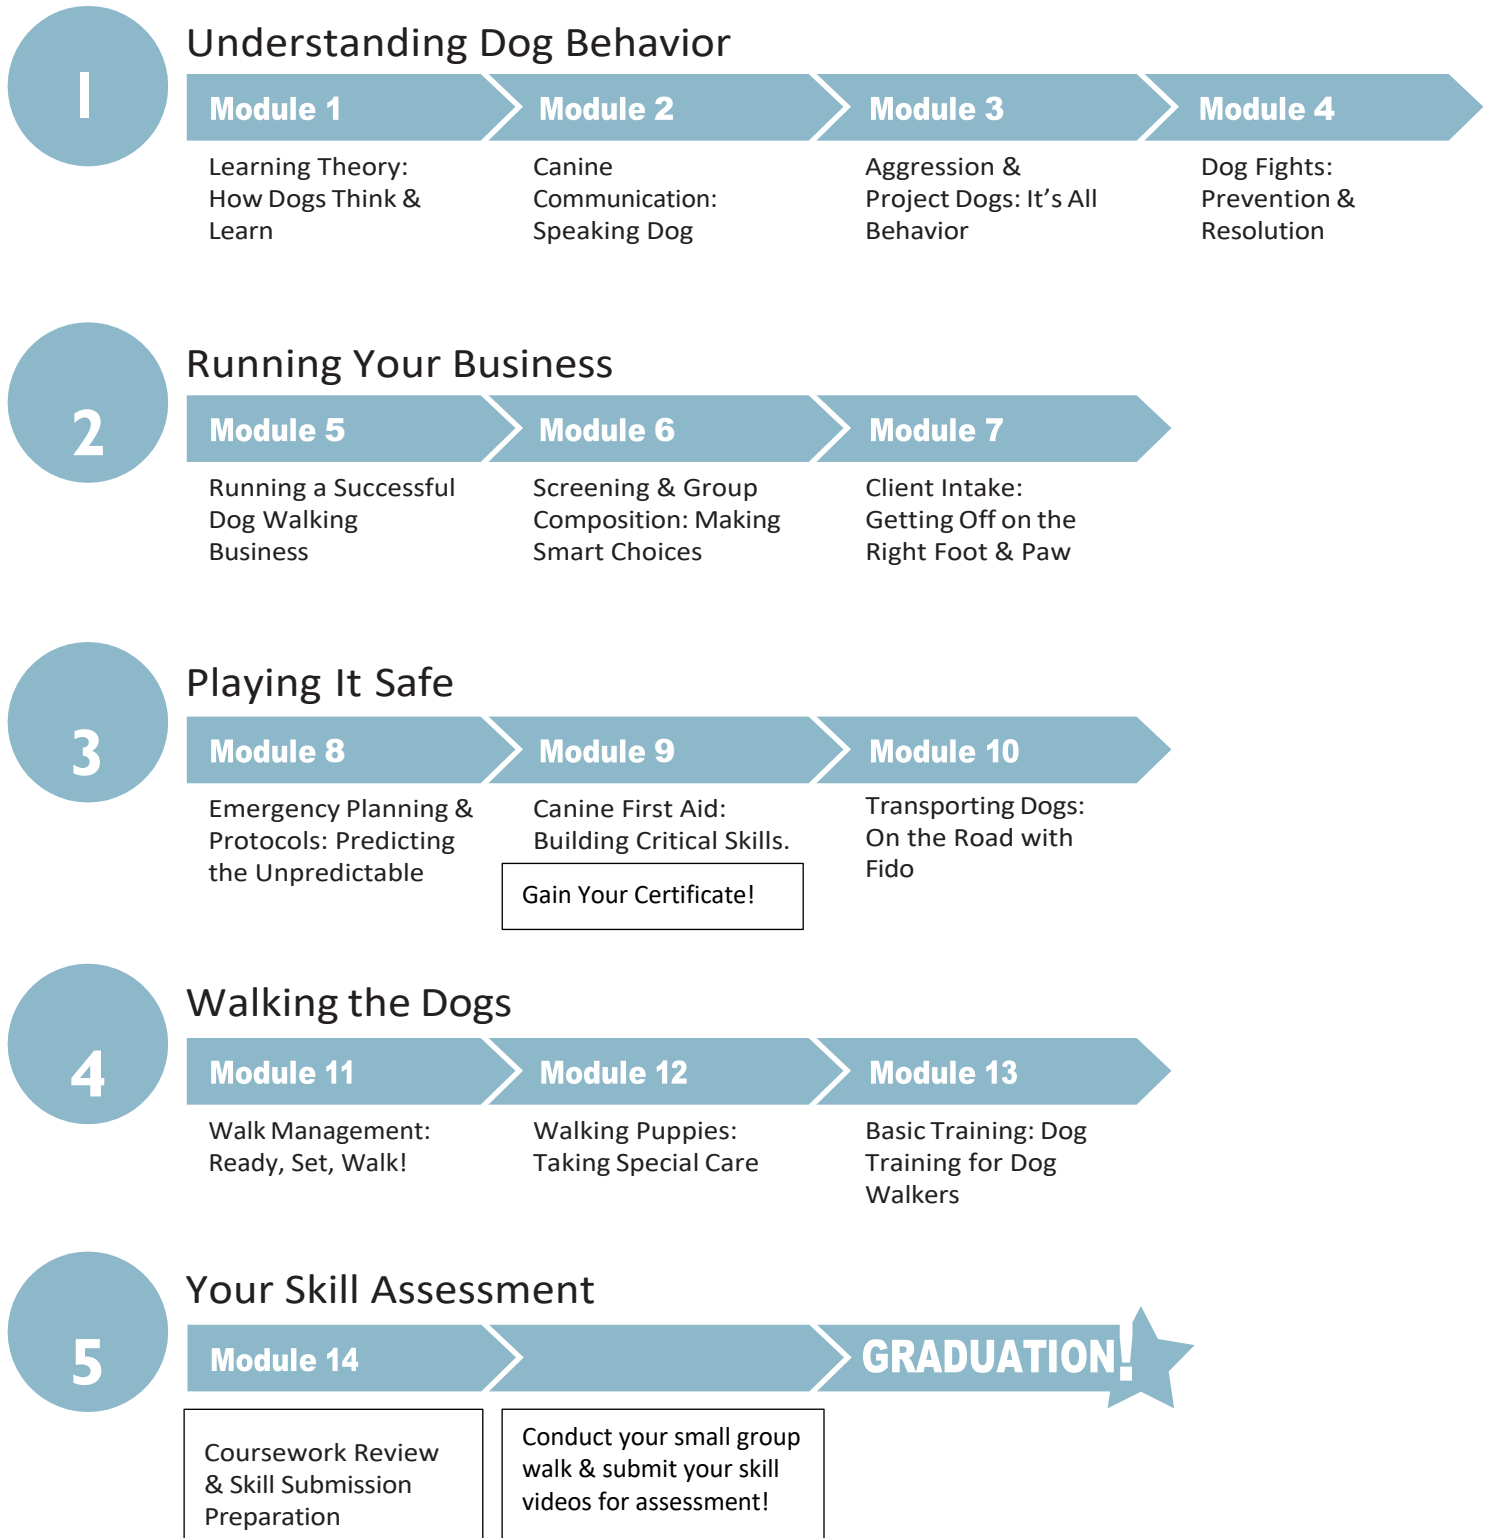 1
Understanding Dog Behavior
Module 1
Module 2
Module 3
Module 4
Learning Theory:
How Dogs Think &
Learn
Canine
Communication:
Speaking Dog
Aggression &
Project Dogs: It’s All
Behavior
Dog Fights:
Prevention &
Resolution
2
Running Your Business
Module 5
Module 6
Module 7
Running a Successful
Dog Walking
Business
Screening & Group
Composition: Making
Smart Choices
Client Intake:
Getting Off on the
Right Foot & Paw
3
Playing It Safe
Module 8
Module 9
Module 10
Emergency Planning &
Protocols: Predicting
the Unpredictable
Canine First Aid:
Building Critical Skills.
Gain Your Certificate!
Transporting Dogs:
On the Road with
Fido
4
Walking the Dogs
Module 11
Module 12
Module 13
Walk Management:
Ready, Set, Walk!
Walking Puppies:
Taking Special Care
Basic Training: Dog
Training for Dog
Walkers
5
Your Skill Assessment
Module 14
GRADUATION!
Coursework Review
& Skill Submission
Preparation
Conduct your small group
walk & submit your skill
videos for assessment!